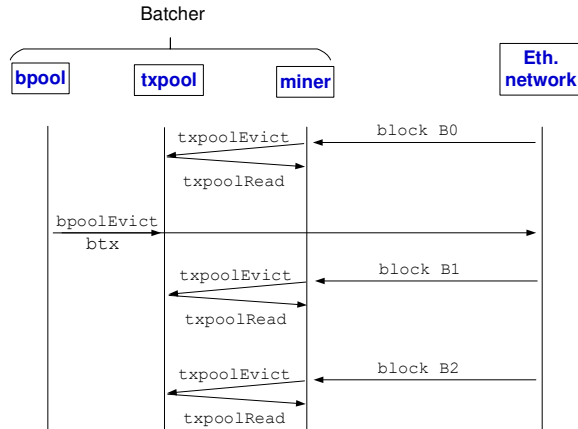 Batcher
bpool
txpool
miner
Eth.
network
txpoolEvict
block B0
txpoolRead
bpoolEvict
btx
txpoolEvict
block B1
txpoolRead
txpoolEvict
block B2
txpoolRead